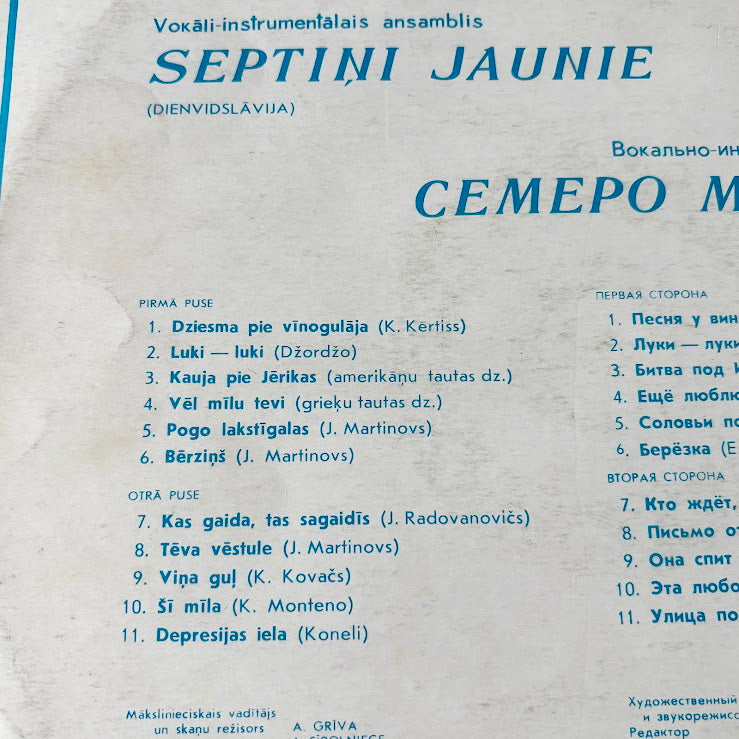 Vokāli-instrumentālais ansamblis
SEPTIŅI JAUNIE
(DIENVIDSLĀVIJA)
Вокально-ин
СЕМЕРО М
PIRMĀ PUSE
1. Dziesma pie vīnogulāja (K. Kertiss)
2. Luki — luki (Džordžo)
3. Kauja pie Jērikas (amerikāņu tautas dz.)
4. Vēl mīlu tevi (grieķu tautas dz.)
5. Pogo lakstīgalas (J. Martinovs)
6. Bērziņš (J. Martinovs)
OTRĀ PUSE
7. Kas gaida, tas sagaidīs (J. Radovanovičs)
8. Tēva vēstule (J. Martinovs)
9. Viņa guļ (K. Kovačs)
10. Šī mīla (K. Monteno)
11. Depresijas iela (Koneli)
ПЕРВАЯ СТОРОНА
1. Песня у вин
2. Луки — луки
3. Битва под И
4. Ещё люблю
5. Соловьи по
6. Берёзка (Е
ВТОРАЯ СТОРОНА
7. Кто ждёт,
8. Письмо от
9. Она спит
10. Эта любо
11. Улица по
Mākslinieciskais vadītājs
un skaņu režisors
A. GRĪVA
Художественный
и звукорежисс
Редактор